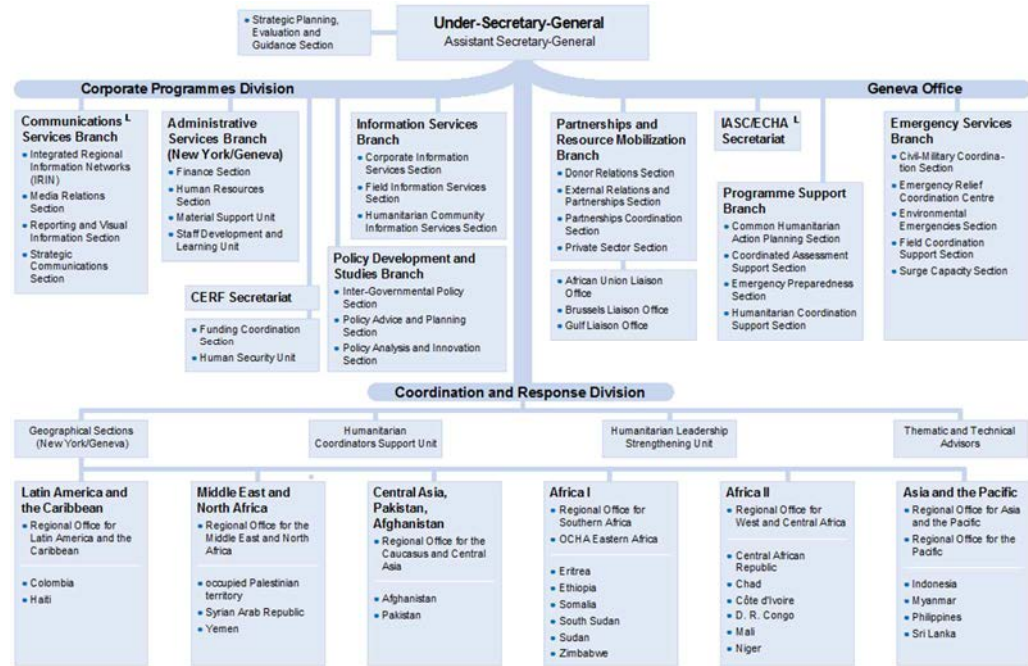 Strategic Planning,
Evaluation and
Guidance Section
Under-Secretary-General
Assistant Secretary-General
Corporate Programmes Division
Geneva Office
Communications L
Services Branch
Integrated Regional
Information Networks
(IRIN)
Media Relations
Section
Reporting and Visual
Information Section
Strategic
Communications
Section
Administrative
Services Branch
(New York/Geneva)
Finance Section
Human Resources
Section
Material Support Unit
Staff Development and
Learning Unit
Information Services
Branch
Corporate Information
Services Section
Field Information Services
Section
Humanitarian Community
Information Services Section
Policy Development and
Studies Branch
Inter-Governmental Policy
Section
Policy Advice and Planning
Section
Policy Analysis and Innovation
Section
CERF Secretariat
Funding Coordination
Section
Human Security Unit
Partnerships and
Resource Mobilization
Branch
Donor Relations Section
External Relations and
Partnerships Section
Partnerships Coordination
Section
Private Sector Section
African Union Liaison
Office
Brussels Liaison Office
Gulf Liaison Office
IASC/ECHA L
Secretariat
Programme Support
Branch
Common Humanitarian
Action Planning Section
Coordinated Assessment
Support Section
Emergency Preparedness
Section
Humanitarian Coordination
Support Section
Emergency Services
Branch
Civil-Military Coordina-
tion Section
Emergency Relief
Coordination Centre
Environmental
Emergencies Section
Field Coordination
Support Section
Surge Capacity Section
Coordination and Response Division
Geographical Sections
(New York/Geneva)
Humanitarian
Coordinators Support Unit
Humanitarian Leadership
Strengthening Unit
Thematic and Technical
Advisors
Latin America and
the Caribbean
Regional Office for
Latin America and the
Caribbean
Colombia
Haiti
Middle East and
North Africa
Regional Office for the
Middle East and North
Africa
occupied Palestinian
territory
Syrian Arab Republic
Yemen
Central Asia,
Pakistan,
Afghanistan
Regional Office for the
Caucasus and Central
Asia
Afghanistan
Pakistan
Africa I
Regional Office for
Southern Africa
OCHA Eastern Africa
Eritrea
Ethiopia
Somalia
South Sudan
Sudan
Zimbabwe
Africa II
Regional Office for
West and Central Africa
Central African
Republic
Chad
Côte d'Ivoire
D. R. Congo
Mali
Niger
Asia and the Pacific
Regional Office for Asia
and the Pacific
Regional Office for the
Pacific
Indonesia
Myanmar
Philippines
Sri Lanka